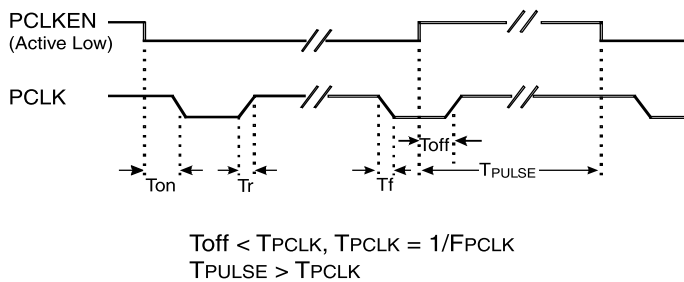 PCLKEN
(Active Low)
PCLK
Ton
Tr
Tf
Toff
TPULSE
Toff < TPCLK, TPCLK = 1/FPCLK
TPULSE > TPCLK